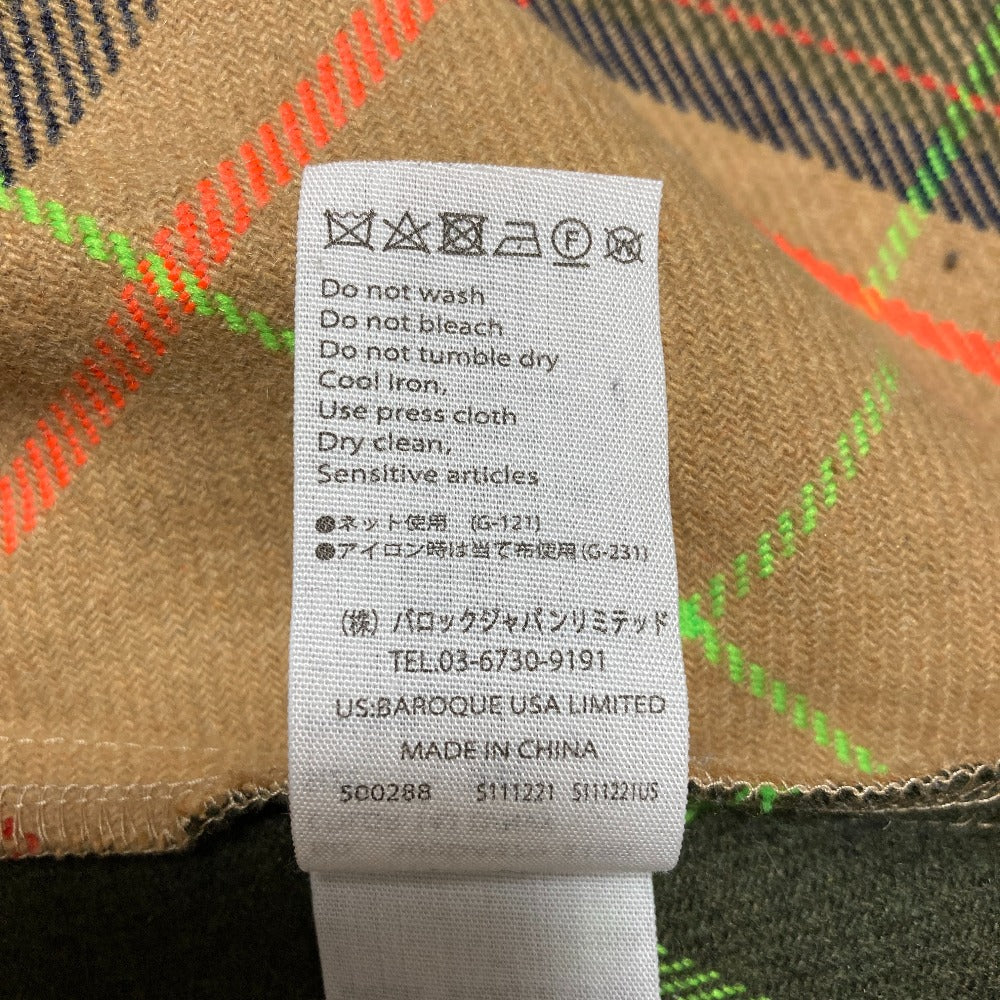 F W
Do not wash
Do not bleach
Do not tumble dry
Cool iron,
Use press cloth
Dry clean,
Sensitive articles
●ネット使用 (G-121)
●アイロン時は当て布使用(G-231)
(株) バロックジャパンリミテッド
TEL.03-6730-9191
US:BAROQUE USA LIMITED
MADE IN CHINA
500288 S111221 S111221US